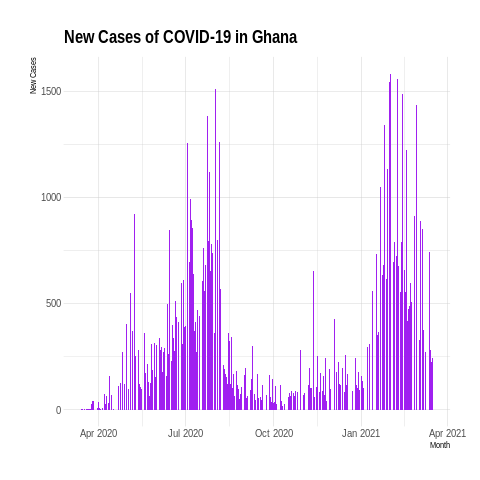 New Cases of COVID-19 in Ghana
New Cases
1500
1000
500
0
Apr 2020
Jul 2020
Oct 2020
Jan 2021
Apr 2021
Month